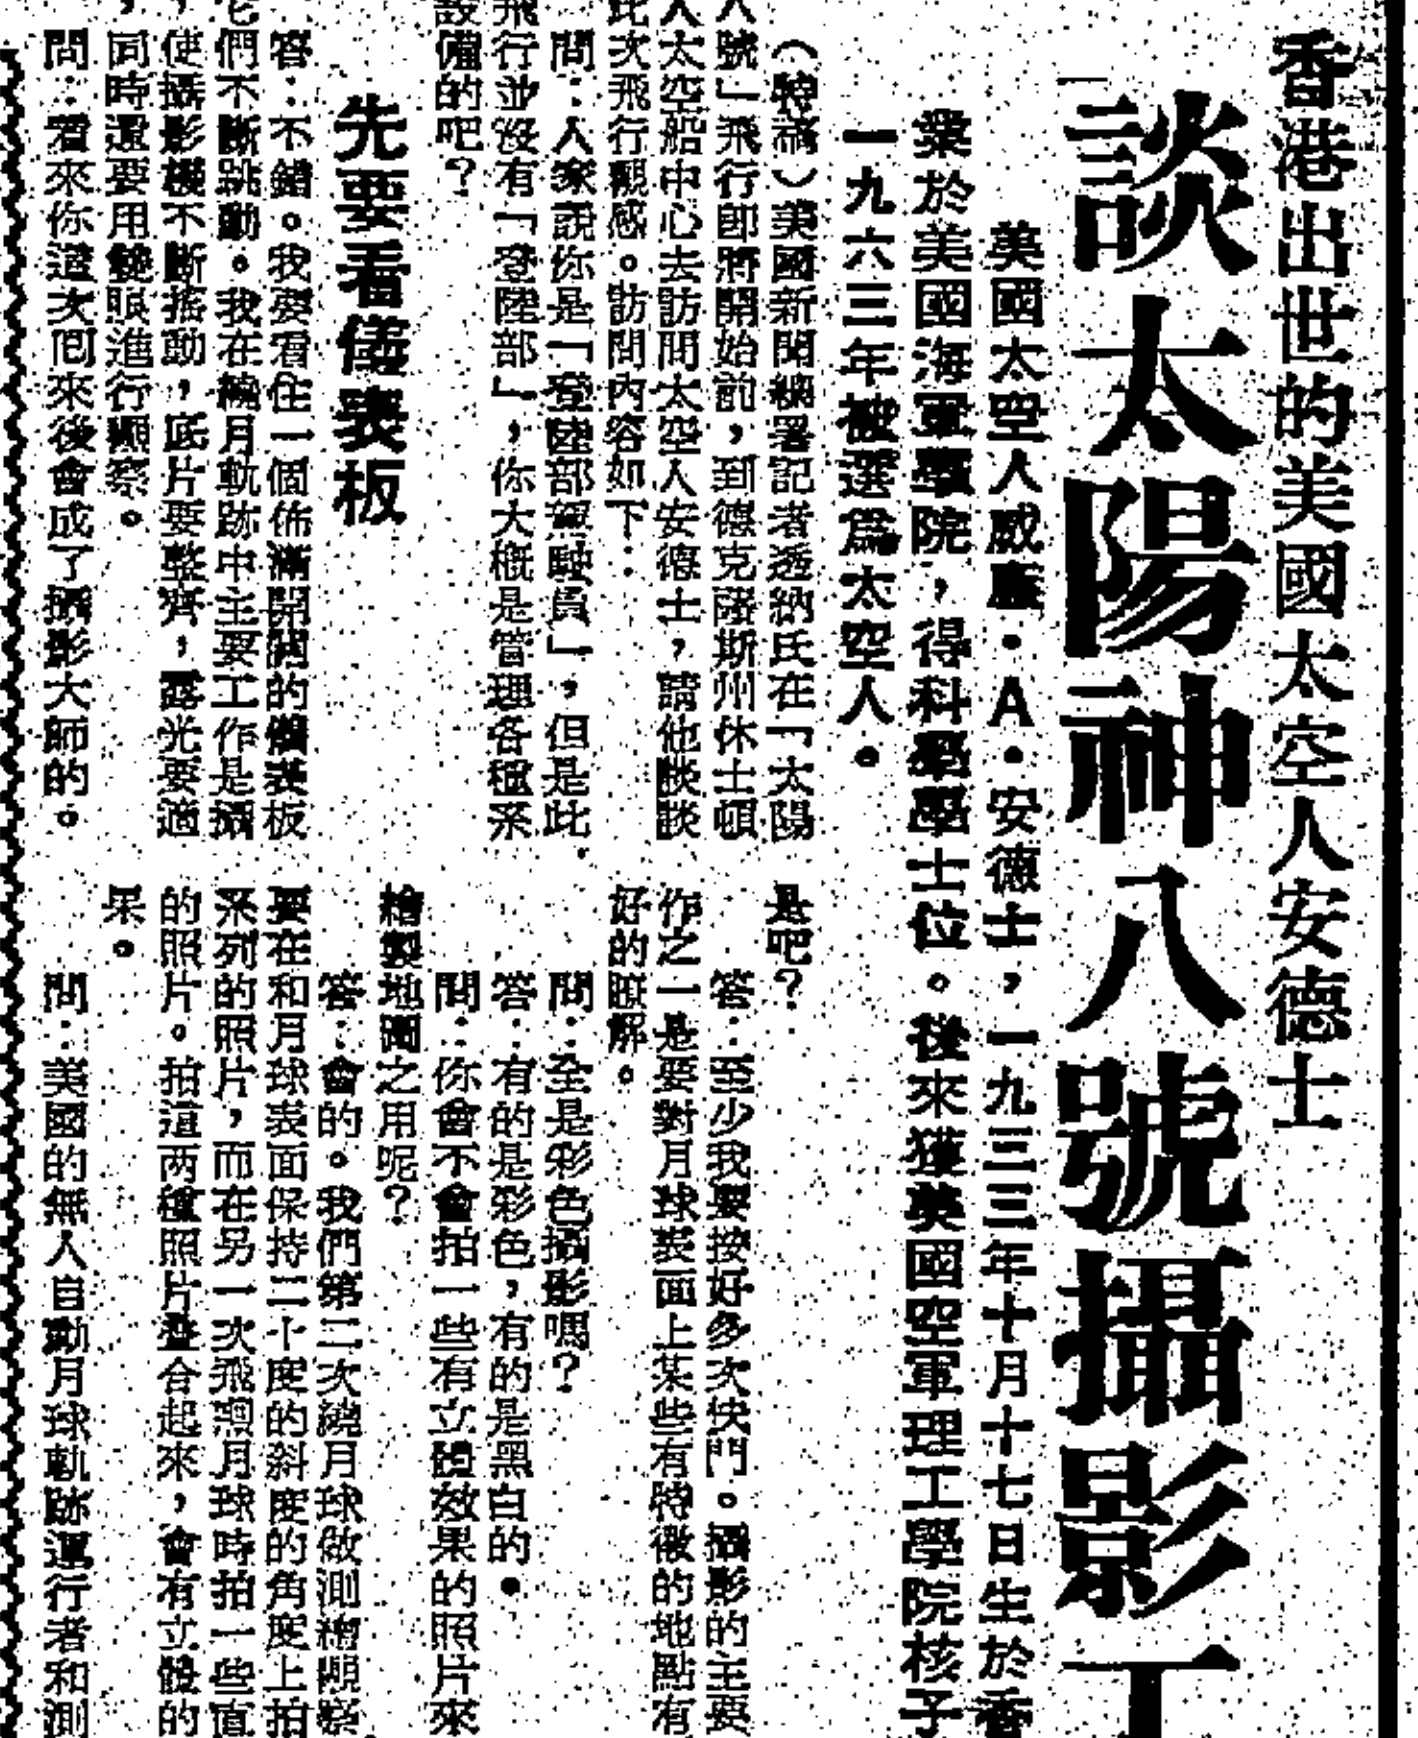 香港出世的美國太空人安德士
談太陽神八號攝影工
美國太空人威廉・A・安德士，一九三三年十月十七日生於香
業於美國海軍學院，得科學學士位。後來獲美國空軍理工學院核子
一九六三年被選爲太空人。
（特稿）美國新聞總署記者透納氏在「太陽
八號」飛行即將開始前，到德克薩斯州休士頓
人太空船中心去訪問太空人安德士，請他談談
此次飛行觀感。訪問內容如下：
問：人家說你是「登陸部駕駛員」，但是此
飛行並沒有「登陸部」，你大概是管理各種系
設備的吧？
先要看儀表板
答：不錯。我要看住一個佈滿開關的儀表板
它們不斷跳動。我在繞月軌跡中主要工作是攝
，使攝影機不斷搖動，底片要整齊，露光要適
，同時還要用雙眼進行觀察。
問：看來你這次回來後會成了攝影大師的。
是吧？
答：至少我要按好多次快門。攝影的主要
作之一是要對月球表面上某些有特徵的地點有
好的瞭解。
問：全是彩色攝影嗎？
答：有的是彩色，有的是黑白的。
問：你會不會拍一些有立體效果的照片來
繪製地圖之用呢？
答：會的。我們第二次繞月球做測繪觀察
要在和月球表面保持二十度的斜度的角度上拍
系列的照片，而在另一次飛繞月球時拍一些直
的照片。拍這两種照片疊合起來，會有立體的
果。
問：美國的無人自動月球軌跡運行者和測